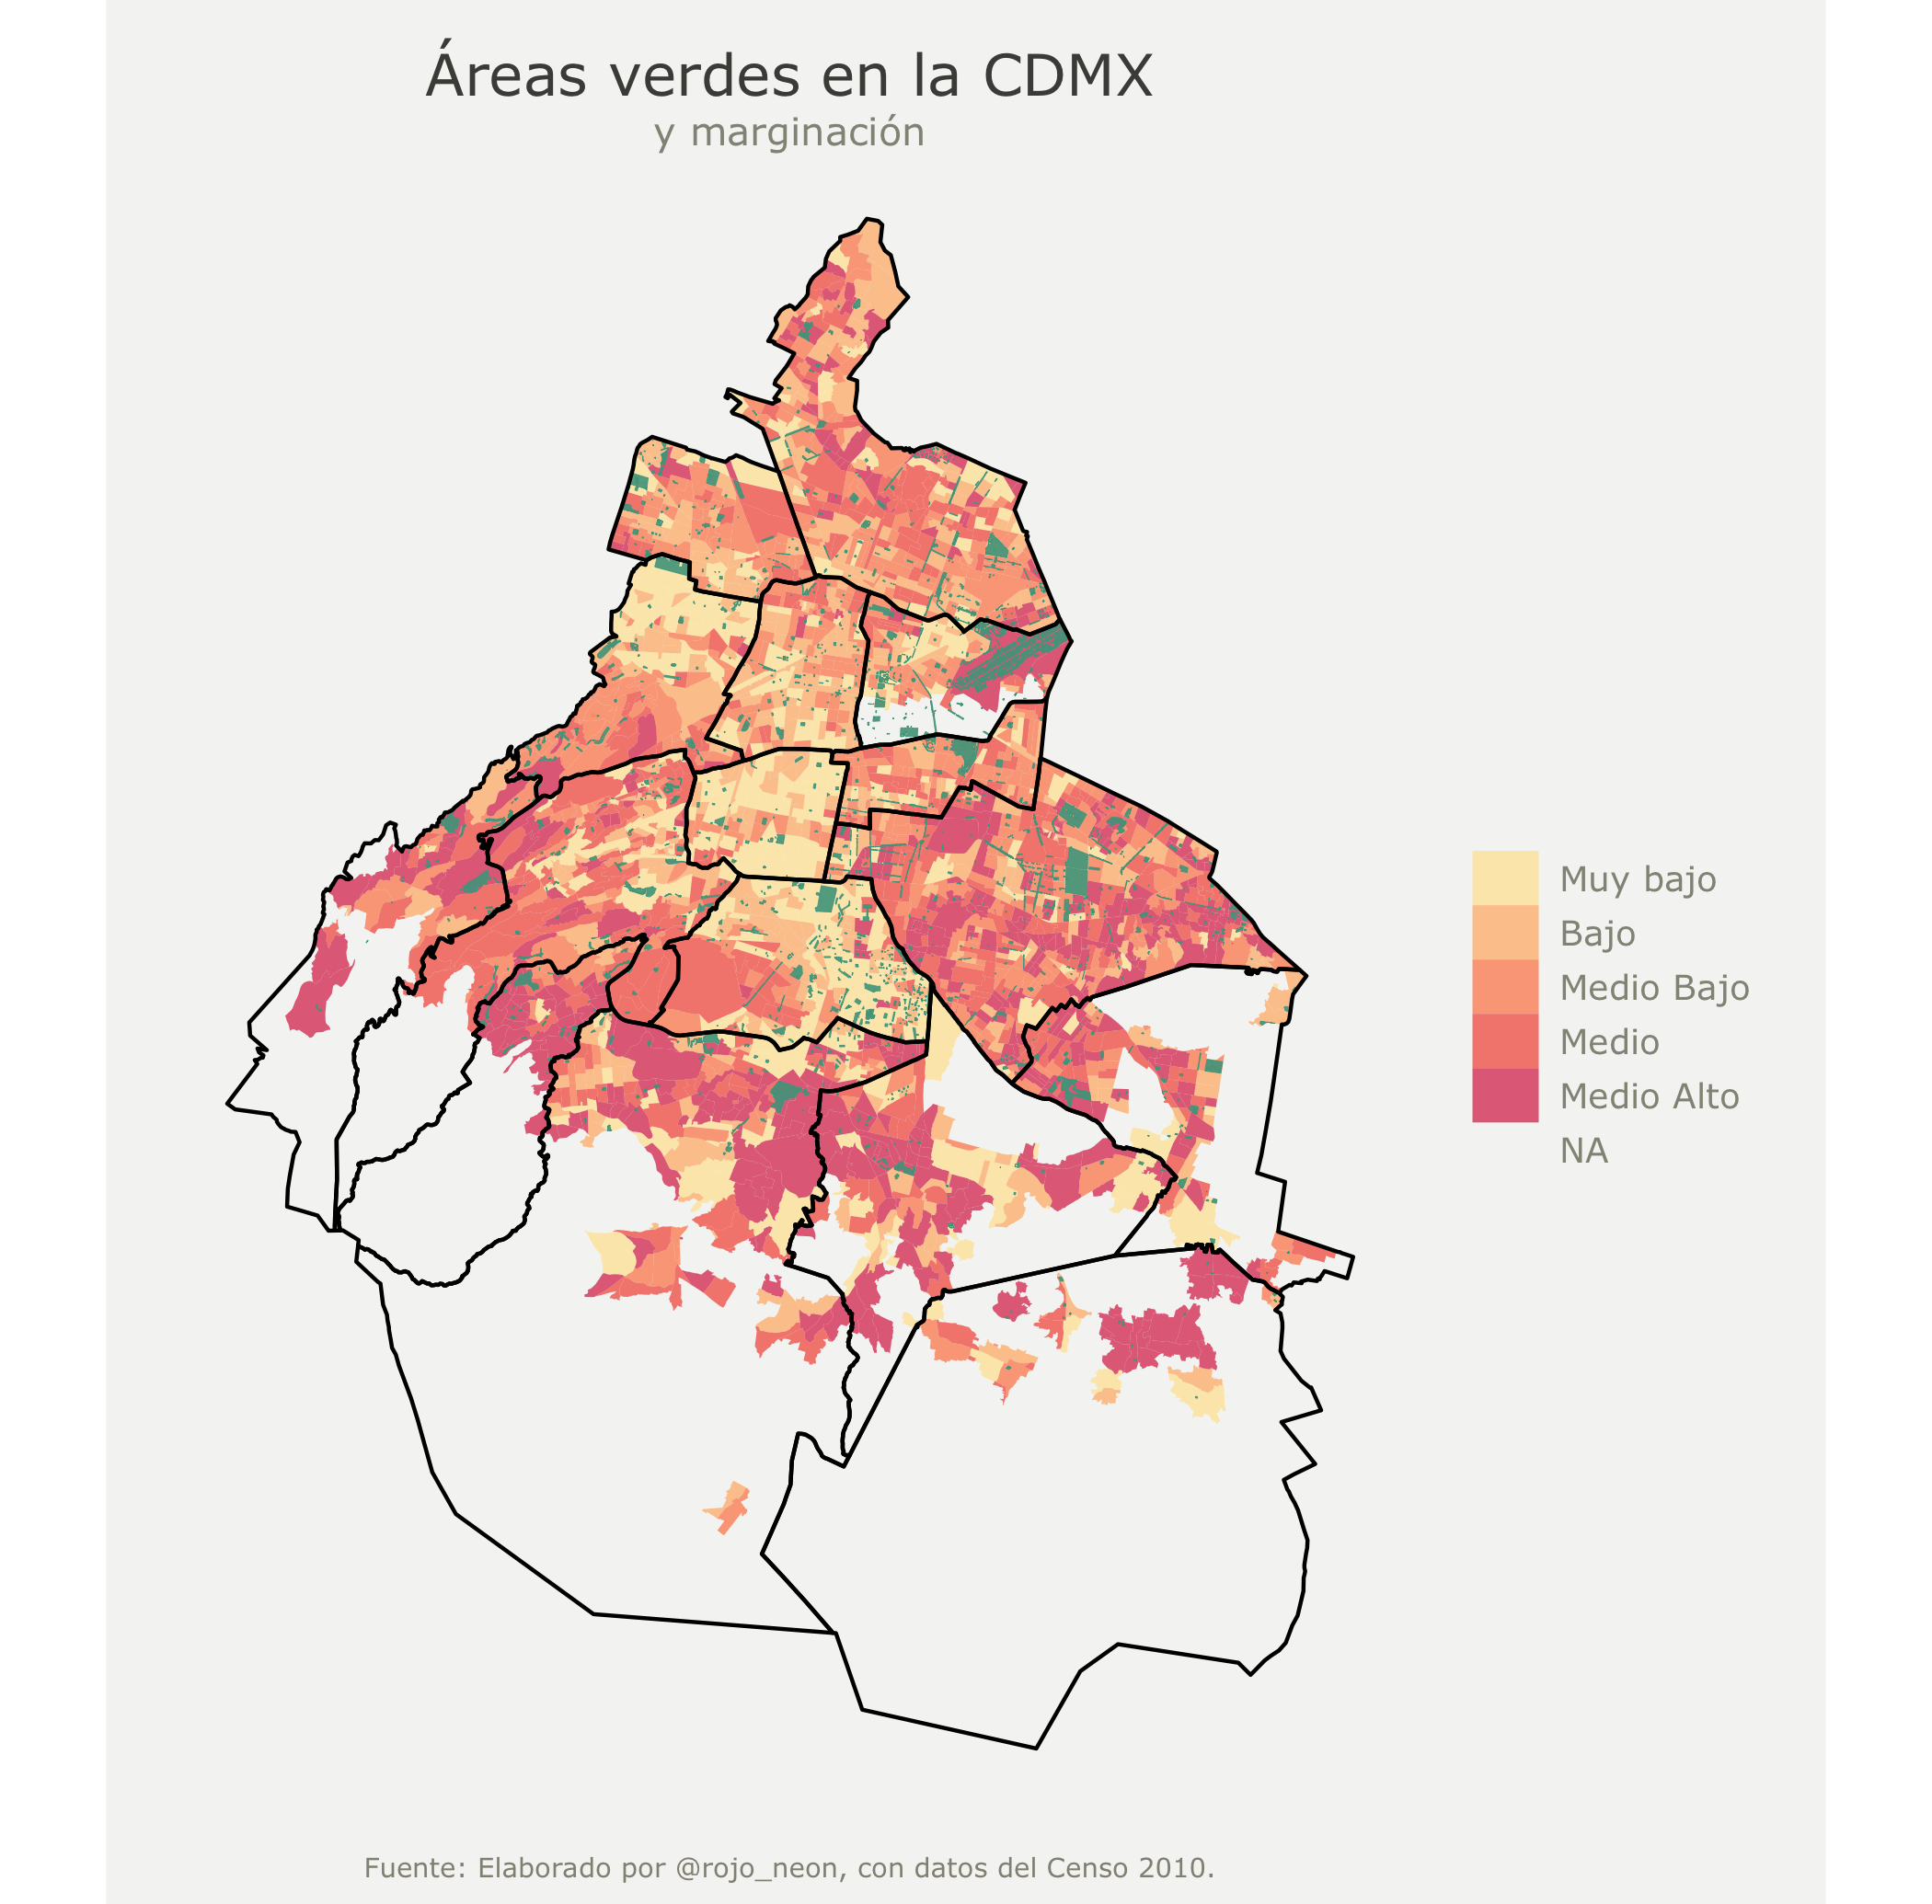 Áreas verdes en la CDMX
y marginación
Muy bajo
Bajo
Medio Bajo
Medio
Medio Alto
NA
Fuente: Elaborado por @rojo_neon, con datos del Censo 2010.